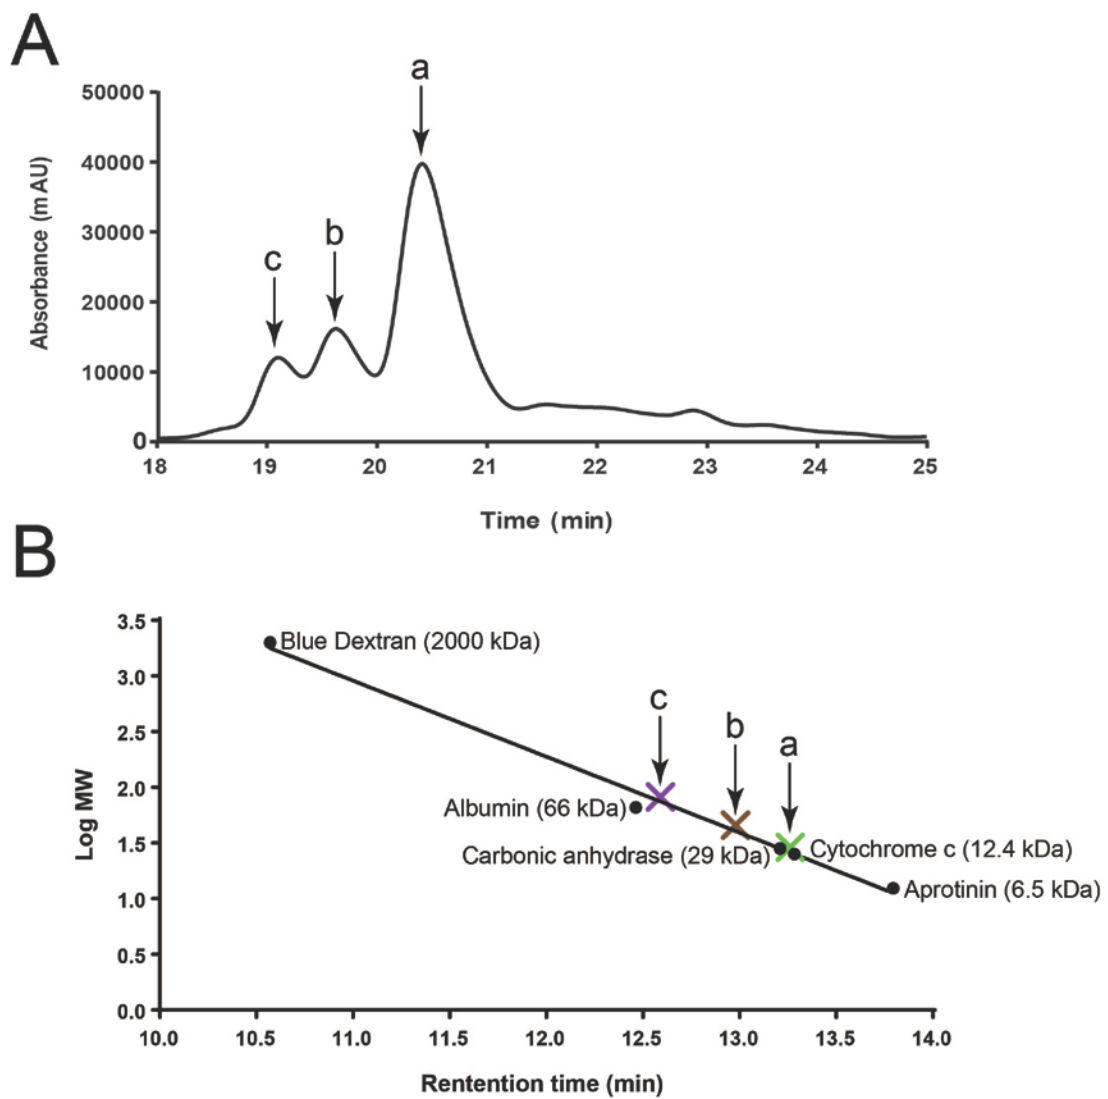 A
a
50000
40000
b
30000
c
20000
10000
0
Absorbance (m AU)
18 19 20 21 22 23 24 25
Time (min)
B
3.5
Blue Dextran (2000 kDa)
3.0
c
b
2.5
a
2.0
Albumin (66 kDa)
1.5
Carbonic anhydrase (29 kDa)
Cytochrome c (12.4 kDa)
1.0
Aprotinin (6.5 kDa)
0.5
0.0
Log MW
10.0 10.5 11.0 11.5 12.0 12.5 13.0 13.5 14.0
Rentention time (min)